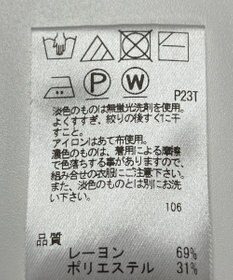 P W P23T
淡色のものは無蛍光洗剤を使用。
よくすすぎ、絞りの後すぐに干
すこと。
アイロンはあて布使用。
濃色のものは、着用による摩擦
で色落ちする事がありますので、
組み合せの衣服にご注意下さい。
また、淡色のものとは別にお洗
い下さい。
106
品質
レーヨン 69%
ポリエステル 31%